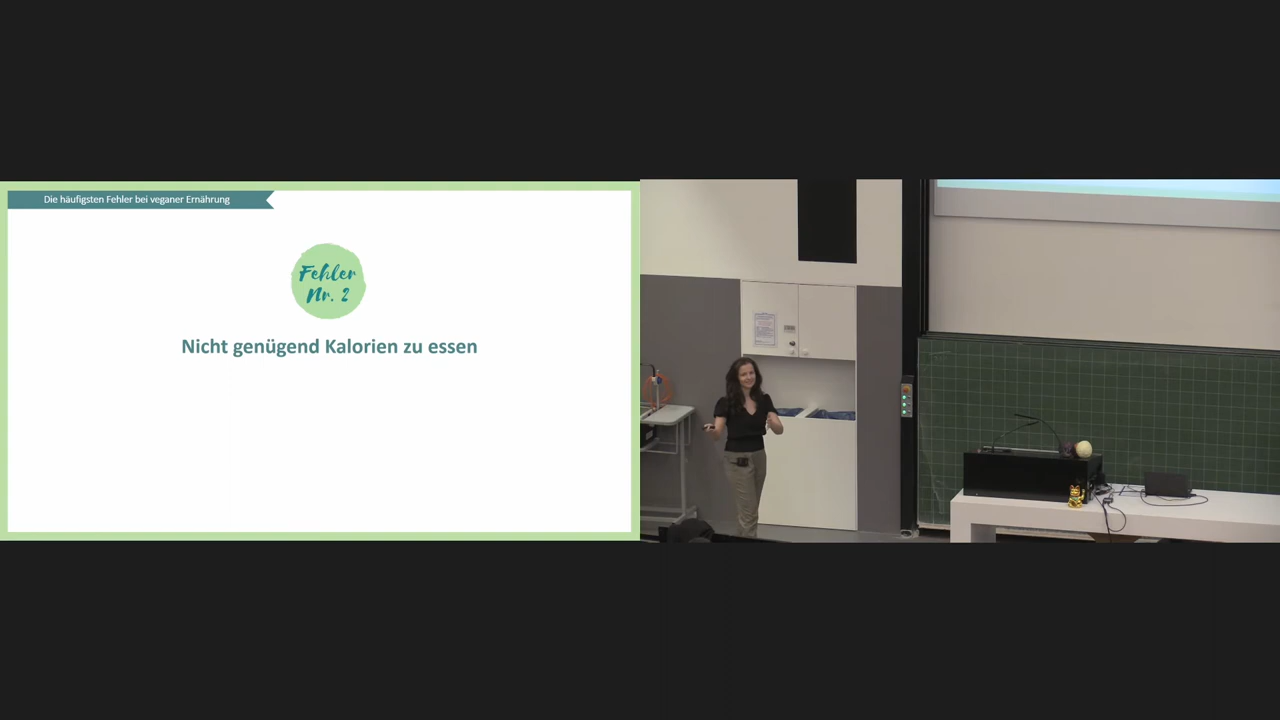 Die häufigsten Fehler bei veganer Ernährung
Fehler
Nr. 2
Nicht genügend Kalorien zu essen